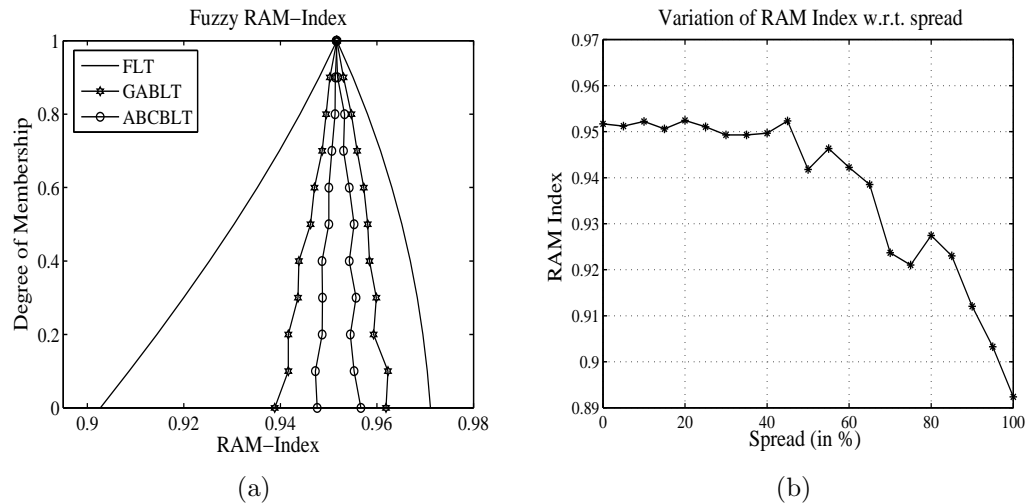 Fuzzy RAM−Index
1
0.8
0.6
0.4
0.2
0
Degree of Membership
FLT
GABLT
ABCBLT
0.9 0.92 0.94 0.96 0.98
RAM−Index
(a)
Variation of RAM Index w.r.t. spread
0.97
0.96
0.95
0.94
0.93
0.92
0.9
0.89
RAM Index
0 20 40 60 80 100
Spread (in %)
(b)